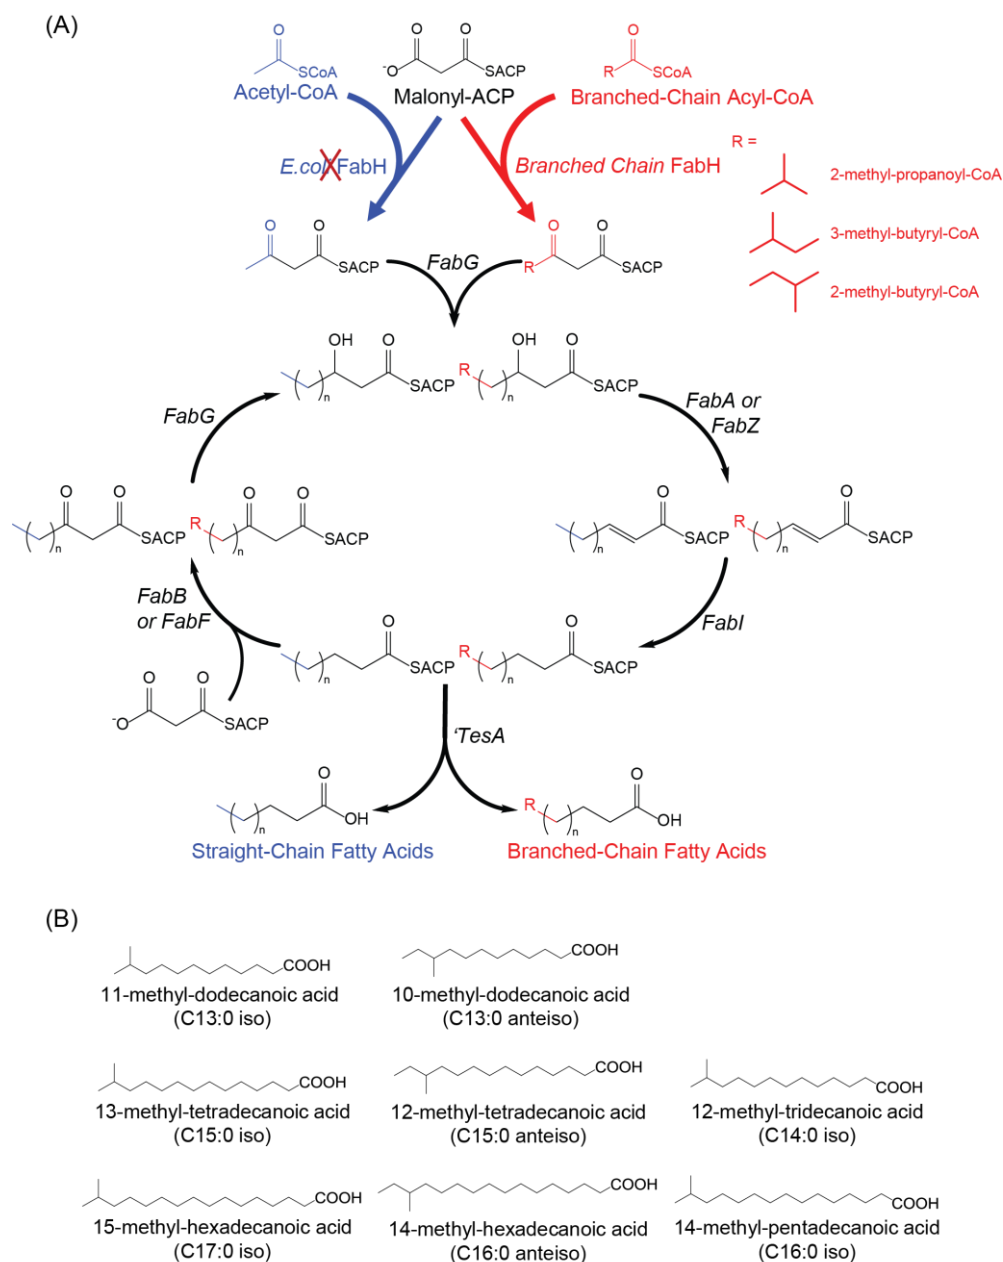 (A)
O
SCoA
Acetyl-CoA
O O
-O SACP
Malonyl-ACP
O
R SCoA
Branched-Chain Acyl-CoA
E.coli FabH
Branched Chain FabH
R =
2-methyl-propanoyl-CoA
3-methyl-butyryl-CoA
2-methyl-butyryl-CoA
O O
SACP
FabG
O O
R SACP
OH O
n SACP
OH O
R n SACP
FabG
FabA or
FabZ
O O
n SACP
O O
R n SACP
O
n SACP
O
R n SACP
FabB
or FabF
FabI
O
n SACP
O
R n SACP
O O
-O SACP
'TesA
O
n OH
Straight-Chain Fatty Acids
O
R n OH
Branched-Chain Fatty Acids
(B)
COOH
11-methyl-dodecanoic acid
(C13:0 iso)
COOH
10-methyl-dodecanoic acid
(C13:0 anteiso)
COOH
13-methyl-tetradecanoic acid
(C15:0 iso)
COOH
12-methyl-tetradecanoic acid
(C15:0 anteiso)
COOH
12-methyl-tridecanoic acid
(C14:0 iso)
COOH
15-methyl-hexadecanoic acid
(C17:0 iso)
COOH
14-methyl-hexadecanoic acid
(C16:0 anteiso)
COOH
14-methyl-pentadecanoic acid
(C16:0 iso)